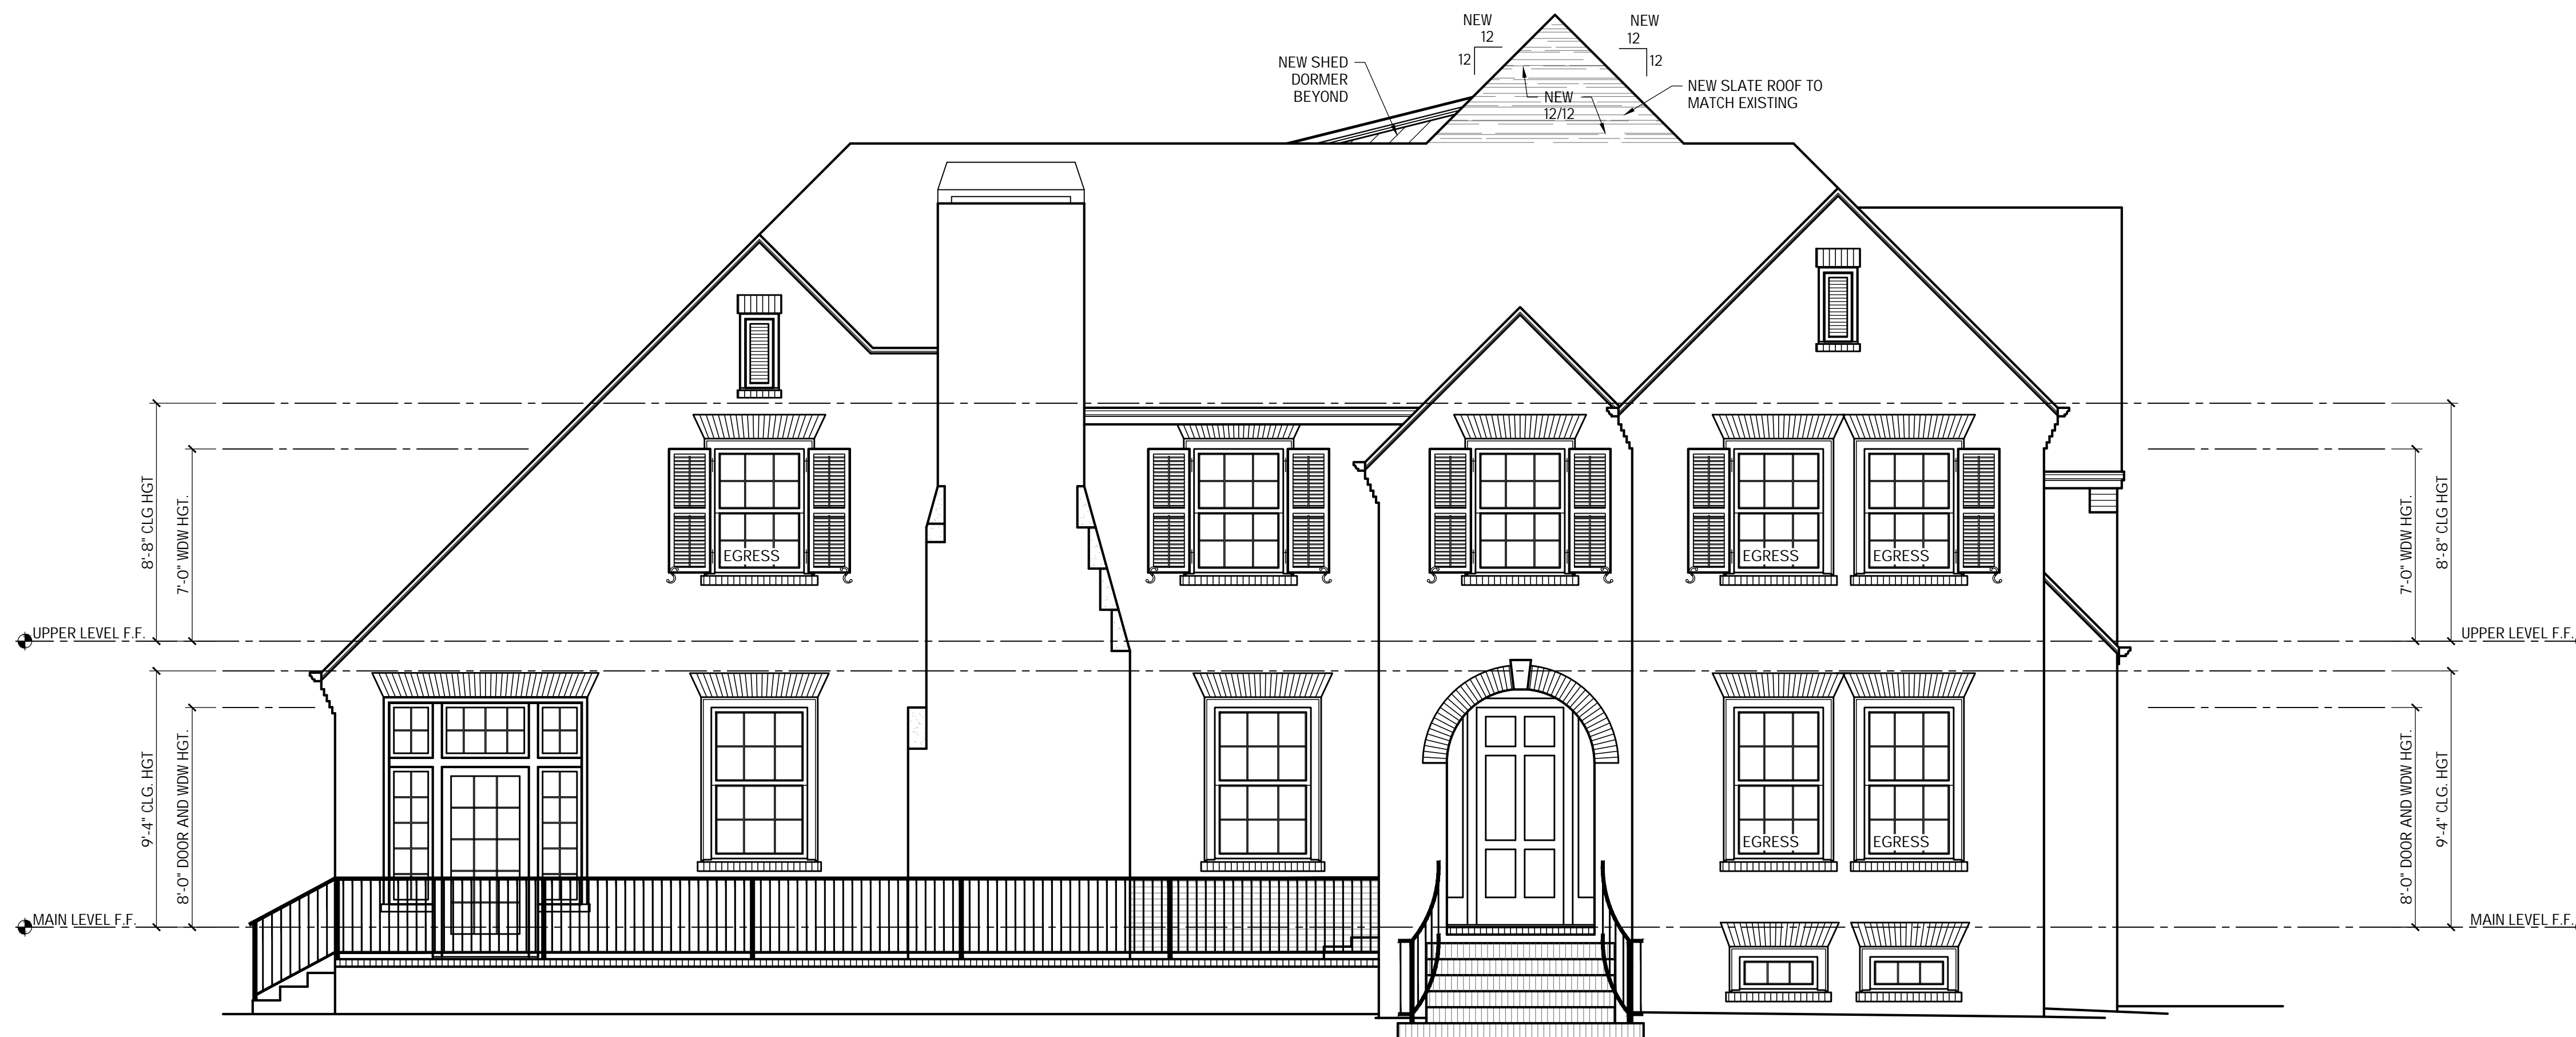 NEW
12
12
NEW
12
12
NEW SHED
DORMER
BEYOND
NEW
12/12
NEW SLATE ROOF TO
MATCH EXISTING
8'-8" CLG HGT
7'-0" WDW HGT.
7'-0" WDW HGT.
8'-8" CLG HGT
EGRESS
EGRESS
EGRESS
UPPER LEVEL F.F.
UPPER LEVEL F.F.
9'-4" CLG. HGT
8'-0" DOOR AND WDW HGT.
8'-0" DOOR AND WDW HGT.
9'-4" CLG. HGT
EGRESS
EGRESS
MAIN LEVEL F.F.
MAIN LEVEL F.F.